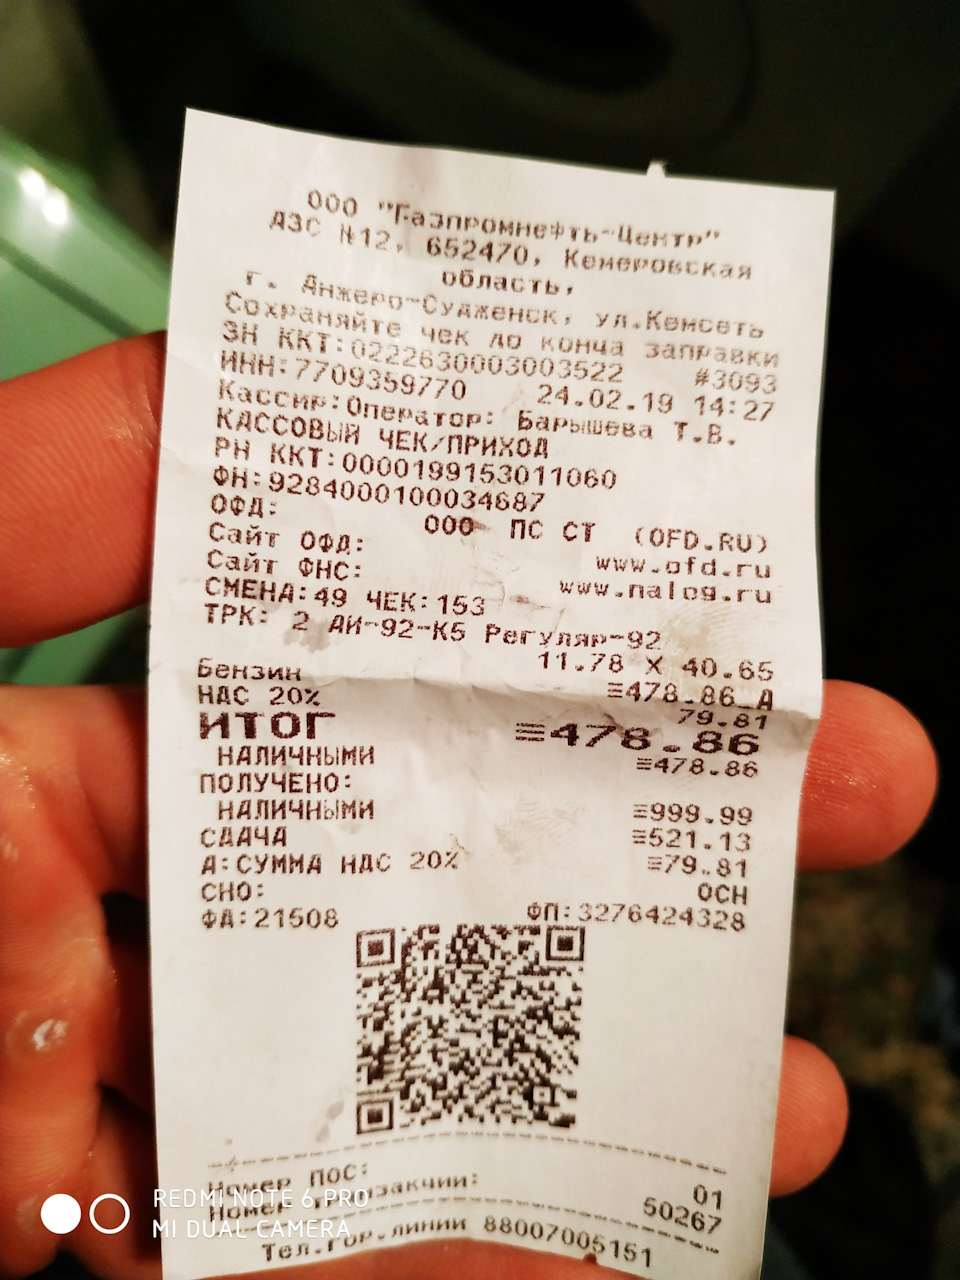 ООО "Газпромнефть-Центр"
АЗС №12, 652470, Кемеровская
область,
г. Анжеро-Судженск, ул.Кемсеть
Сохраняйте чек до конца заправки
ЗН ККТ:0222630003003522 #3093
ИНН:7709359770 24.02.19 14:27
Кассир:Оператор: Барышева Т.В.
КАССОВЫЙ ЧЕК/ПРИХОД
РН ККТ:0000199153011060
ФН:9284000100034687
ОФД: ООО ПС СТ (OFD.RU)
Сайт ОФД: www.ofd.ru
Сайт ФНС: www.nalog.ru
СМЕНА:49 ЧЕК:153
ТРК: 2 АИ-92-К5 Регуляр-92
11.78 X 40.65
Бензин ≡478.86_А
НДС 20% 79.81
ИТОГ ≡478.86
НАЛИЧНЫМИ ≡478.86
ПОЛУЧЕНО:
НАЛИЧНЫМИ ≡999.99
СДАЧА ≡521.13
А:СУММА НДС 20% ≡79.81
СНО: ОСН
ФД:21508 ФП:3276424328
Номер ПОС: 01
Номер транзакции: 50267
Тел.гор.линии 88007005151
REDMI NOTE 6 PRO
MI DUAL CAMERA